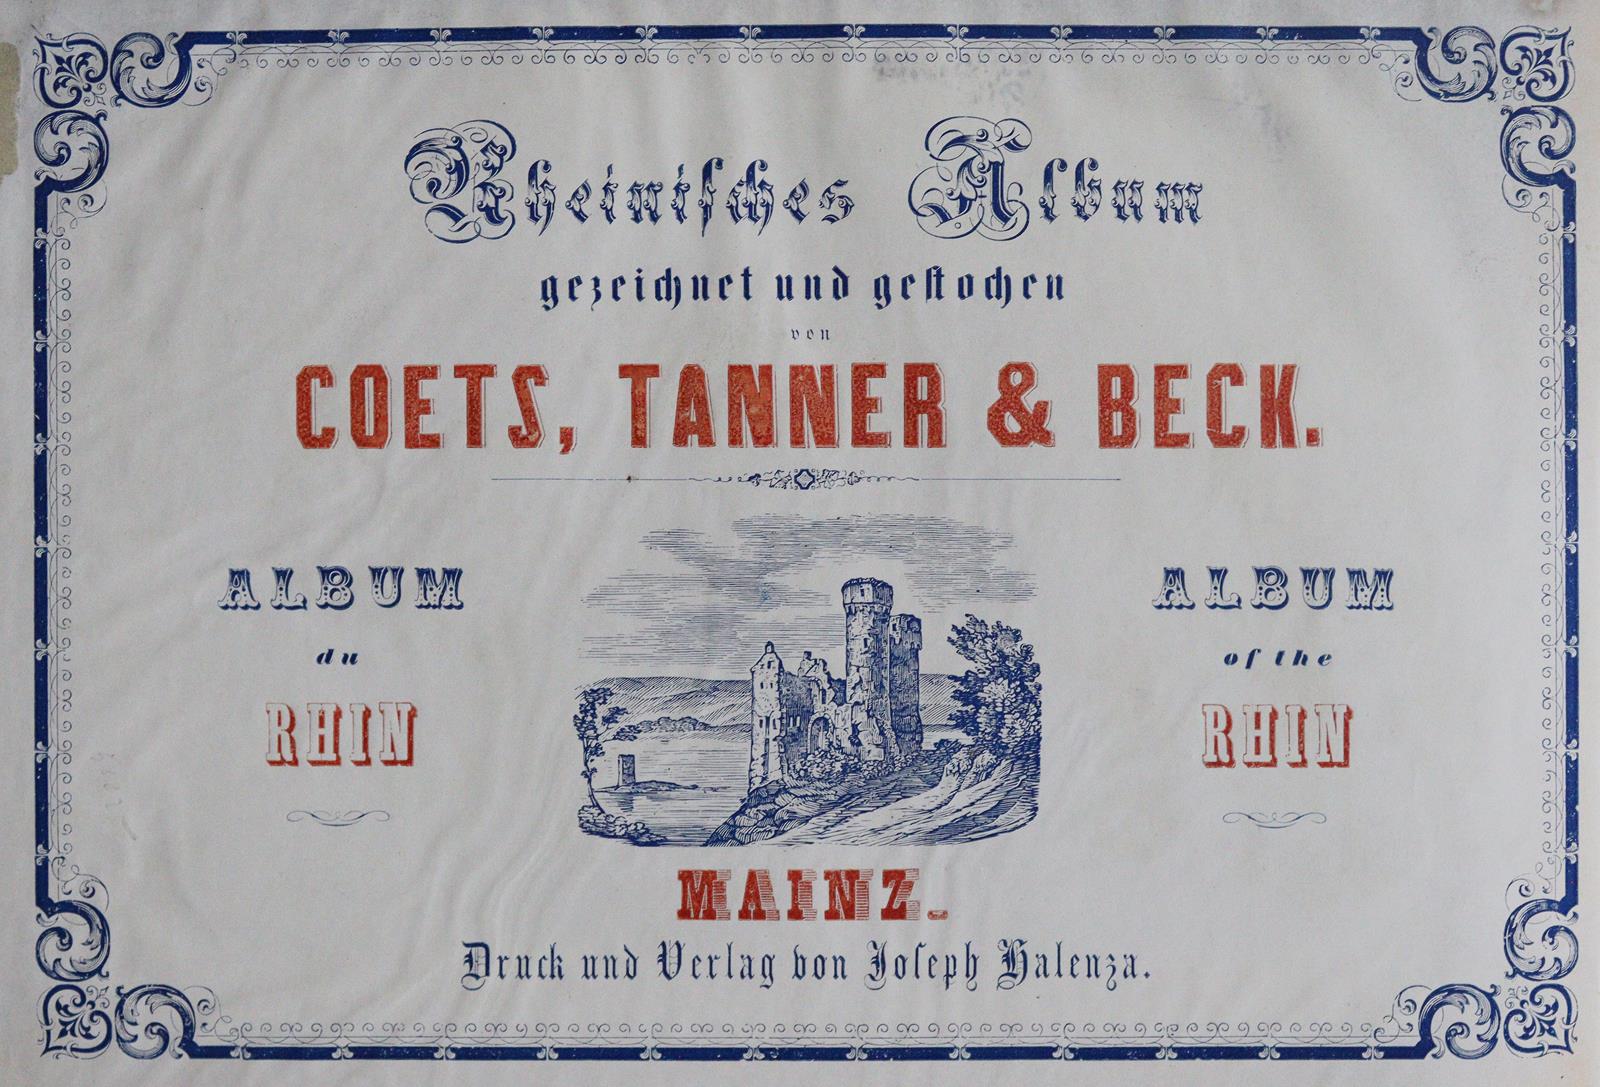 Rheinisches Album
gezeichnet und gestochen
von
COETS, TANNER & BECK.
ALBUM
du
RHIN
ALBUM
of the
RHIN
MAINZ.
Druck und Verlag von Joseph Halenza.